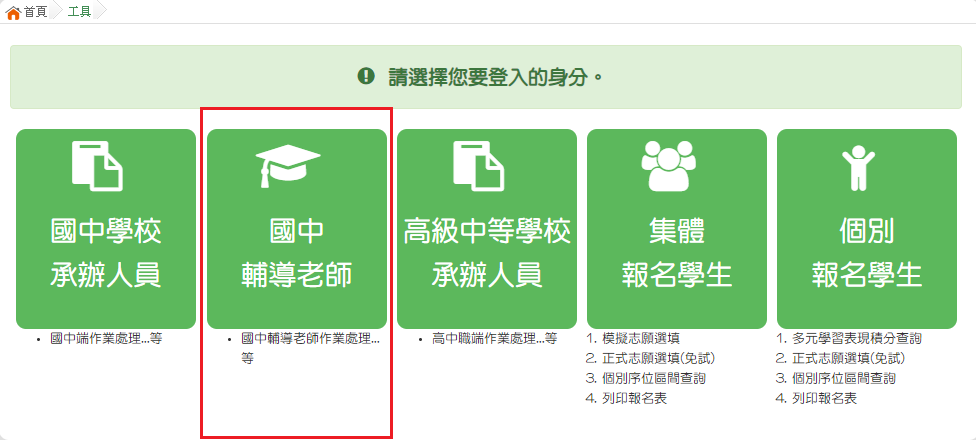 首頁 工具
請選擇您要登入的身分。
國中學校
承辦人員
國中端作業處理...等
國中
輔導老師
國中輔導老師作業處理...
等
高級中等學校
承辦人員
高中職端作業處理...等
集體
報名學生
1. 模擬志願選填
2. 正式志願選填(免試)
3. 個別序位區間查詢
4. 列印報名表
個別
報名學生
1. 多元學習表現積分查詢
2. 正式志願選填(免試)
3. 個別序位區間查詢
4. 列印報名表